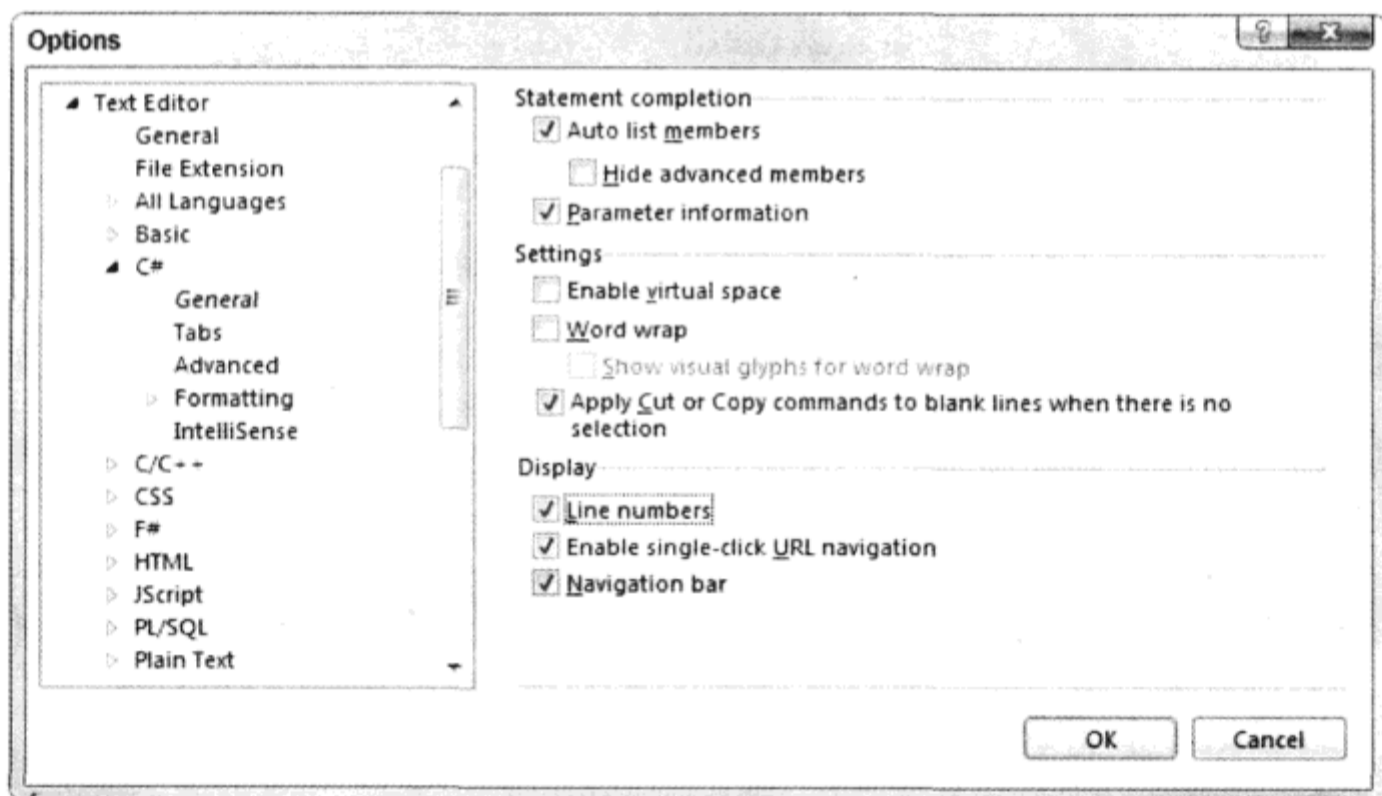 Options
Text Editor
General
File Extension
All Languages
Basic
C#
General
Tabs
Advanced
Formatting
IntelliSense
C/C++
CSS
F#
HTML
JScript
PL/SQL
Plain Text
Statement completion
Auto list members
Hide advanced members
Parameter information
Settings
Enable virtual space
Word wrap
Show visual glyphs for word wrap
Apply Cut or Copy commands to blank lines when there is no
selection
Display
Line numbers
Enable single-click URL navigation
Navigation bar
OK
Cancel